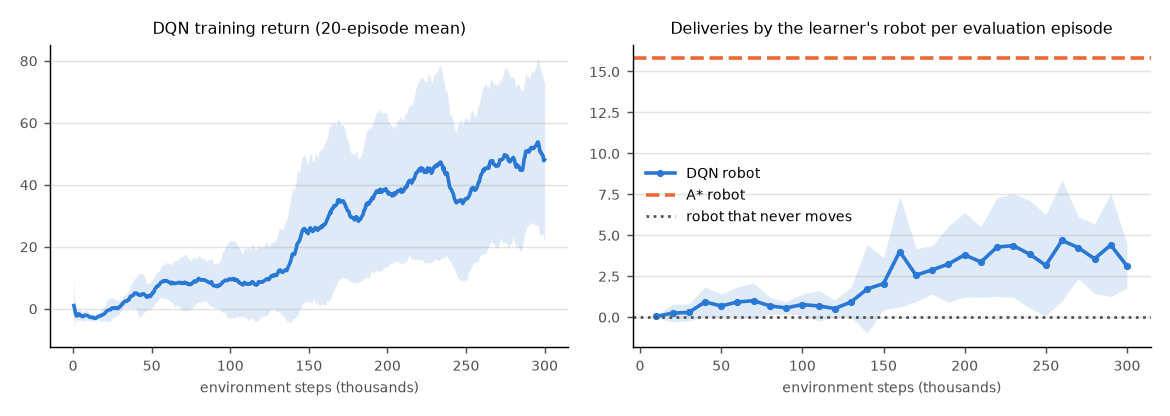 DQN training return (20-episode mean)
80
60
40
20
0
0 50 100 150 200 250 300
environment steps (thousands)
Deliveries by the learner's robot per evaluation episode
15.0
12.5
10.0
7.5
5.0
2.5
0.0
DQN robot
A* robot
robot that never moves
0 50 100 150 200 250 300
environment steps (thousands)